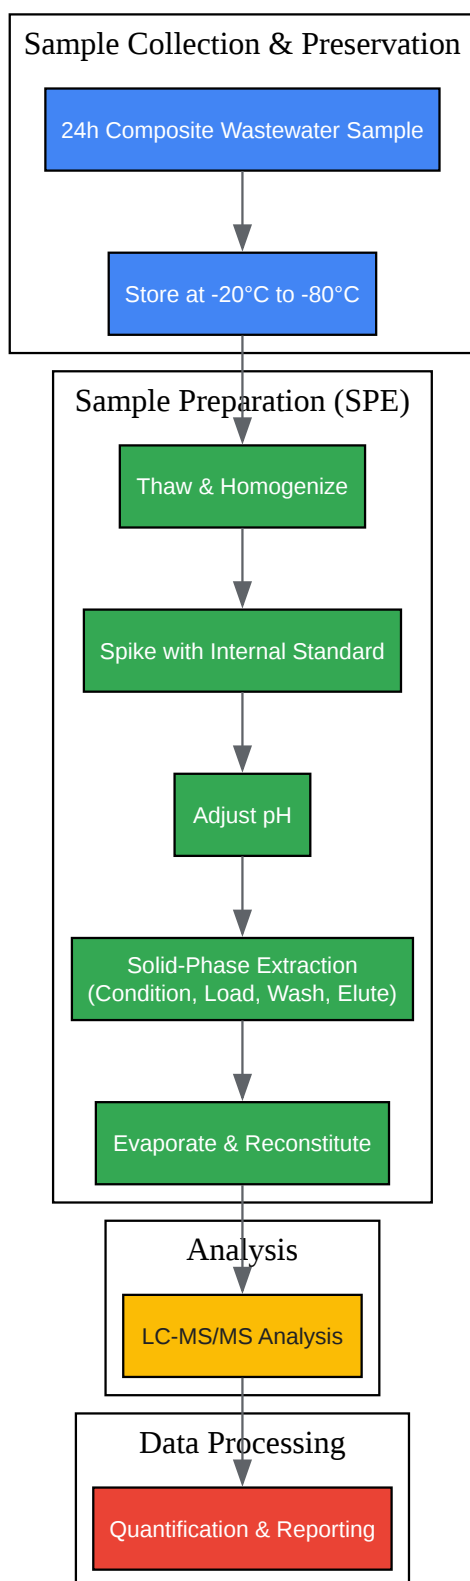 Sample Collection & Preservation
24h Composite Wastewater Sample
Store at -20°C to -80°C
Sample Preparation (SPE)
Thaw & Homogenize
Spike with Internal Standard
Adjust pH
Solid-Phase Extraction
(Condition, Load, Wash, Elute)
Evaporate & Reconstitute
Analysis
LC-MS/MS Analysis
Data Processing
Quantification & Reporting